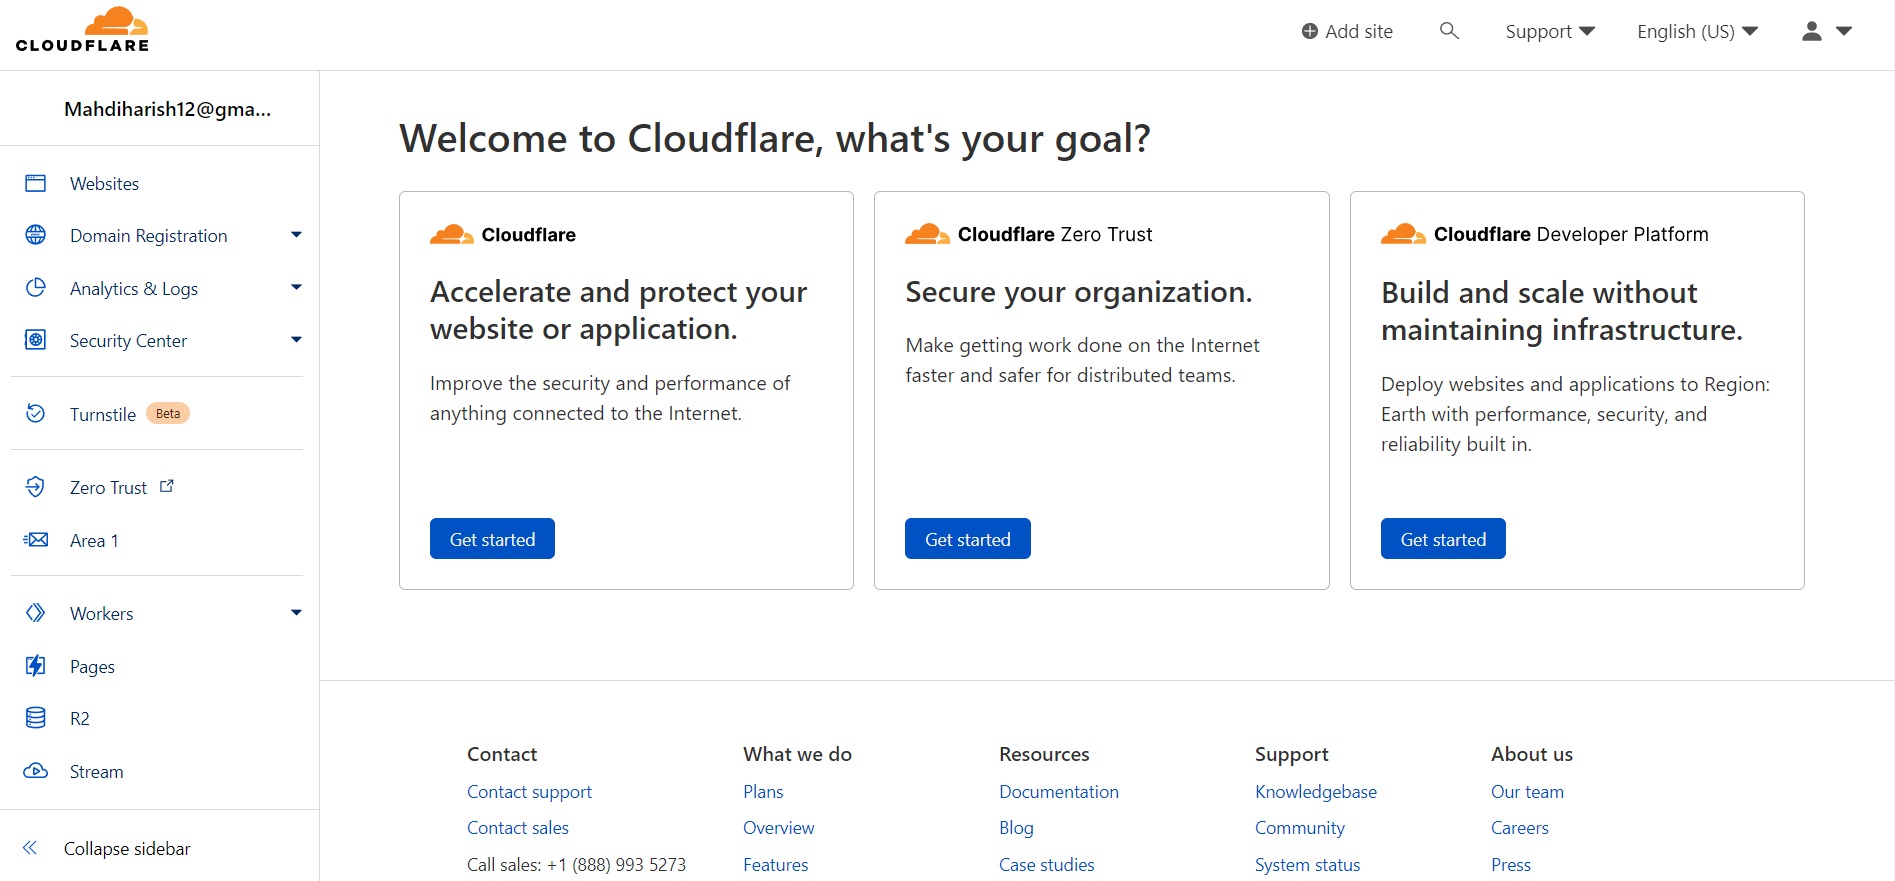 CLOUDFLARE
Add site
Support
English (US)
Mahdiharish12@gma...
Websites
Domain Registration
Analytics & Logs
Security Center
Turnstile Beta
Zero Trust
Area 1
Workers
Pages
R2
Stream
Collapse sidebar
Welcome to Cloudflare, what's your goal?
Cloudflare
Accelerate and protect your
website or application.
Improve the security and performance of
anything connected to the Internet.
Get started
Cloudflare Zero Trust
Secure your organization.
Make getting work done on the Internet
faster and safer for distributed teams.
Get started
Cloudflare Developer Platform
Build and scale without
maintaining infrastructure.
Deploy websites and applications to Region:
Earth with performance, security, and
reliability built in.
Get started
Contact
Contact support
Contact sales
Call sales: +1 (888) 993 5273
What we do
Plans
Overview
Features
Resources
Documentation
Blog
Case studies
Support
Knowledgebase
Community
System status
About us
Our team
Careers
Press